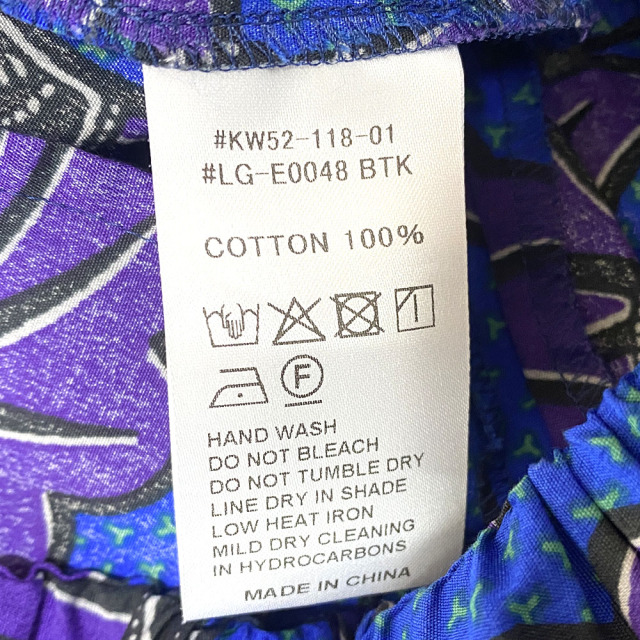 #KW52-118-01
#LG-E0048 BTK
COTTON 100%
F
HAND WASH
DO NOT BLEACH
DO NOT TUMBLE DRY
LINE DRY IN SHADE
LOW HEAT IRON
MILD DRY CLEANING
IN HYDROCARBONS
MADE IN CHINA